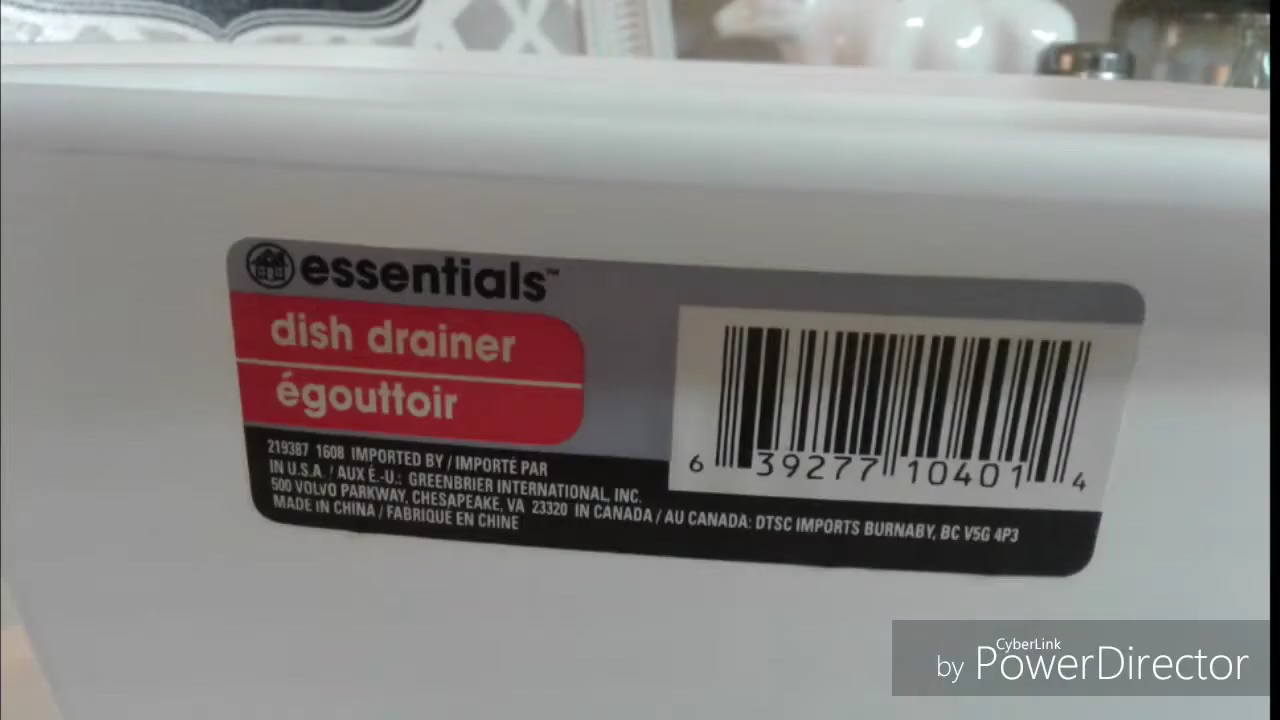 essentials™
dish drainer
égouttoir
219387 1608 IMPORTED BY / IMPORTÉ PAR
IN U.S.A. / AUX É.-U.: GREENBRIER INTERNATIONAL, INC.
500 VOLVO PARKWAY, CHESAPEAKE, VA 23320 IN CANADA / AU CANADA: DTSC IMPORTS BURNABY, BC V5G 4P3
MADE IN CHINA / FABRIQUE EN CHINE
6 39277 10401 4
CyberLink
by PowerDirector